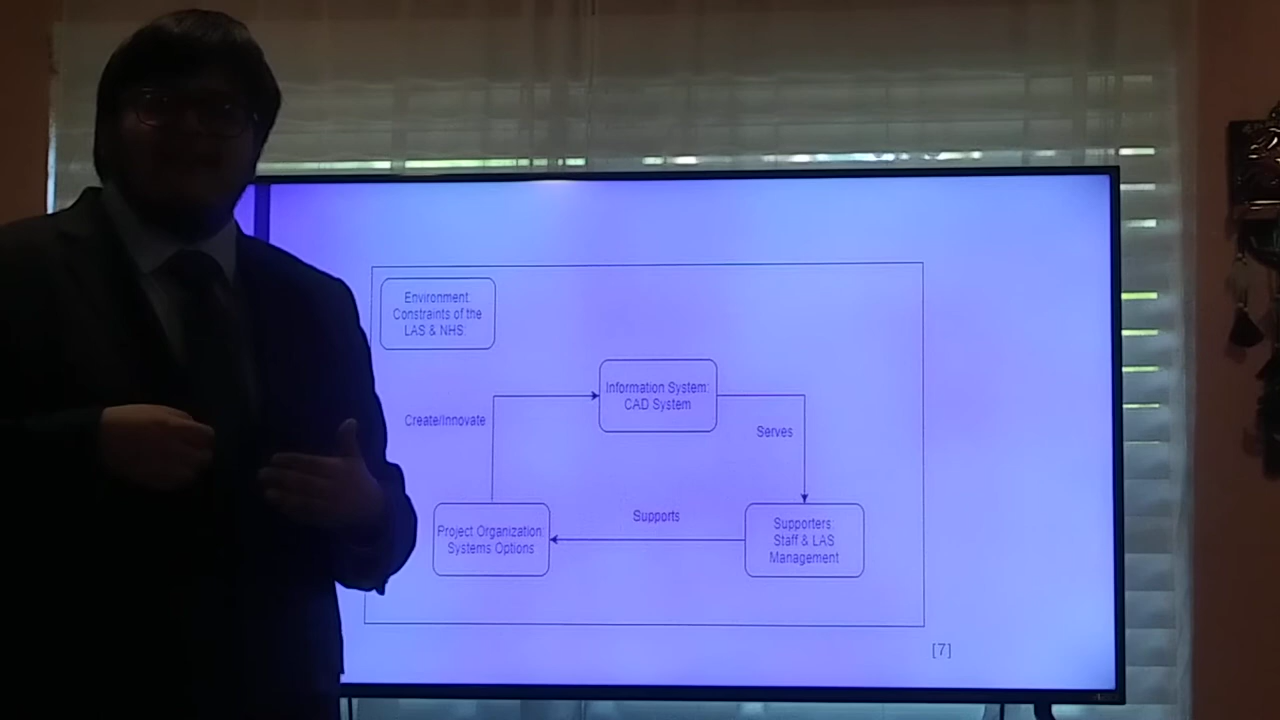 Environment:
Constraints of the
LAS & NHS:
Information System:
CAD System
Create/Innovate
Serves
Supports
Project Organization:
Systems Options
Supporters:
Staff & LAS
Management
[7]